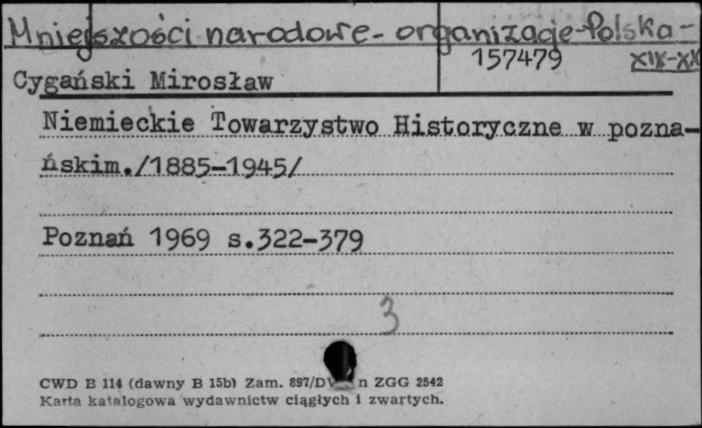 Mniejszości narodowe - organizacje - Polska -
157479 XIX-XX
Cygański Mirosław
Niemieckie Towarzystwo Historyczne w pozna-
ńskim./1885-1945/
Poznań 1969 s.322-379
3
CWD B 114 (dawny B 15b) Zam. 897/DW n ZGG 2542
Karta katalogowa wydawnictw ciągłych i zwartych.